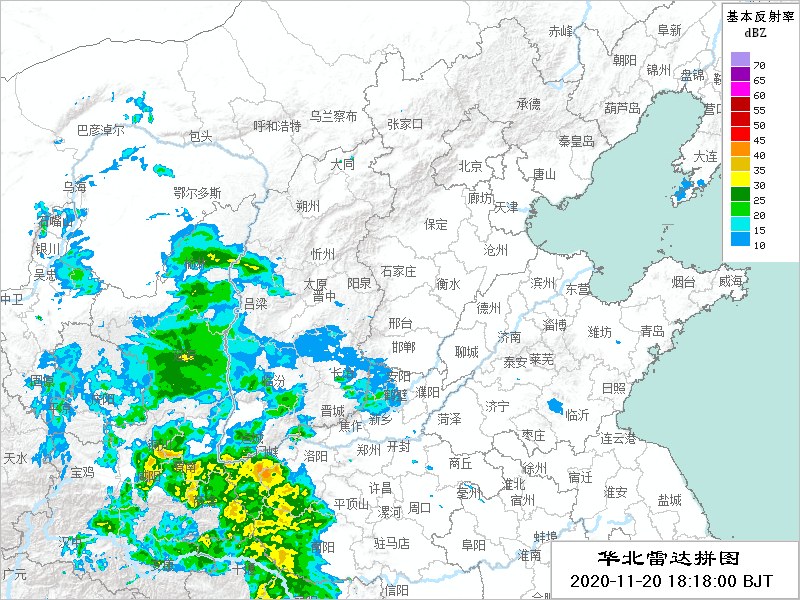 基本反射率
dBZ
70
65
60
55
50
45
40
35
30
25
20
15
10
赤峰
阜新
朝阳
锦州
盘锦
鞍
承德
葫芦岛
营口
巴彦淖尔
包头
呼和浩特
乌兰察布
张家口
秦皇岛
大连
大同
北京
唐山
乌海
鄂尔多斯
廊坊
天津
朔州
石嘴山
保定
银川
忻州
沧州
吴忠
石家庄
太原
阳泉
衡水
滨州
烟台
威海
中卫
晋中
东营
吕梁
德州
邢台
淄博
潍坊
青岛
济南
邯郸
聊城
泰安
莱芜
长治
安阳
临汾
固原
鹤壁
濮阳
日照
庆阳
平凉
晋城
济宁
临沂
新乡
菏泽
焦作
枣庄
连云港
郑州
开封
天水
洛阳
宝鸡
商丘
徐州
宿迁
许昌
亳州
淮北
淮安
宿州
平顶山
周口
漯河
盐城
汉中
驻马店
阜阳
蚌埠
南阳
淮南
广元
信阳
合肥
华北雷达拼图
2020-11-20 18:18:00 BJT